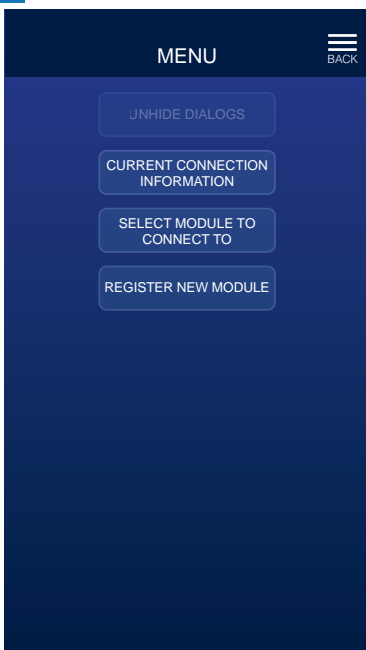 MENU
BACK
UNHIDE DIALOGS
CURRENT CONNECTION
INFORMATION
SELECT MODULE TO
CONNECT TO
REGISTER NEW MODULE